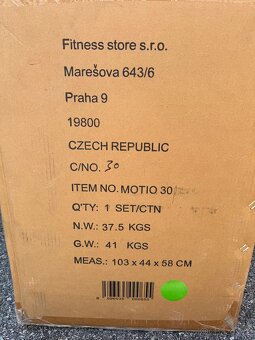 Fitness store s.r.o.
Marešova 643/6
Praha 9
19800
CZECH REPUBLIC
C/NO. 30
ITEM NO. MOTIO 30
Q'TY: 1 SET/CTN
N.W.: 37.5 KGS
G.W.: 41 KGS
MEAS.: 103 x 44 x 58 CM